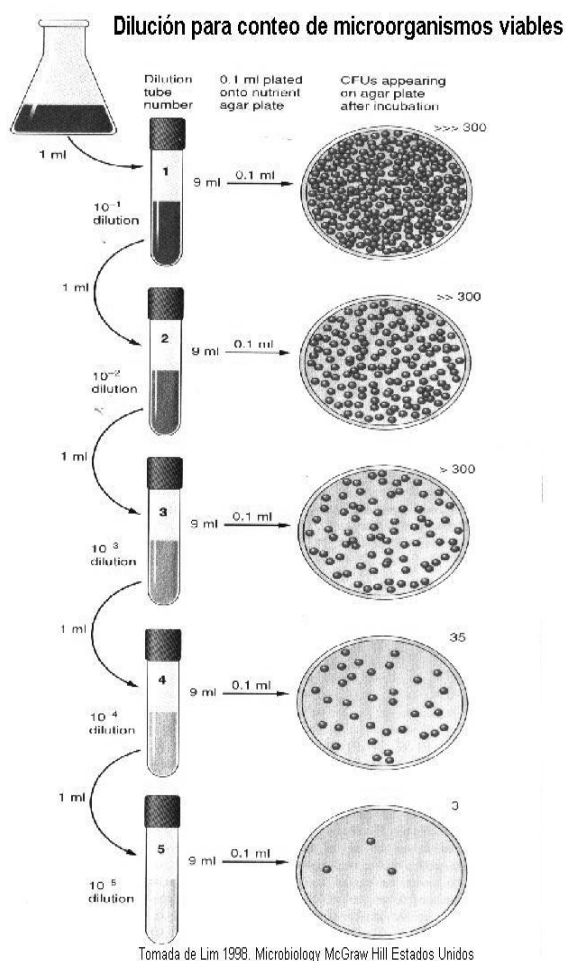 Dilución para conteo de microorganismos viables
Dilution
tube
number
0.1 ml plated
onto nutrient
agar plate
CFUs appearing
on agar plate
after incubation
1 ml
1
9 ml
0.1 ml
>>> 300
10⁻¹
dilution
1 ml
2
9 ml
0.1 ml
>> 300
10⁻²
dilution
1 ml
3
9 ml
0.1 ml
> 300
10⁻³
dilution
1 ml
4
9 ml
0.1 ml
35
10⁻⁴
dilution
1 ml
5
9 ml
0.1 ml
3
10⁻⁵
dilution
Tomada de Lim 1998. Microbiology McGraw Hill Estados Unidos